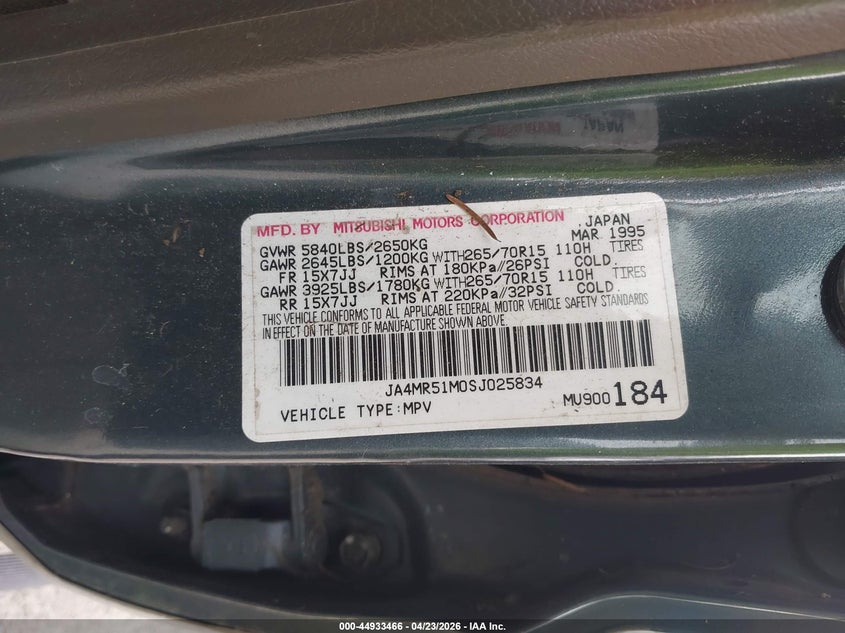 MFD. BY MITSUBISHI MOTORS CORPORATION JAPAN
GVWR 5840LBS/2650KG MAR 1995
GAWR 2645LBS/1200KG WITH265/70R15 110H TIRES
FR 15X7JJ RIMS AT 180KPa//26PSI COLD.
GAWR 3925LBS/1780KG WITH265/70R15 110H TIRES
RR 15X7JJ RIMS AT 220KPa//32PSI COLD.
THIS VEHICLE CONFORMS TO ALL APPLICABLE FEDERAL MOTOR VEHICLE SAFETY STANDARDS
IN EFFECT ON THE DATE OF MANUFACTURE SHOWN ABOVE.
JA4MR51M0SJ025834
VEHICLE TYPE:MPV MU900184
000-44933466 - 04/23/2026 - IAA Inc.